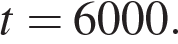 t = 6000.